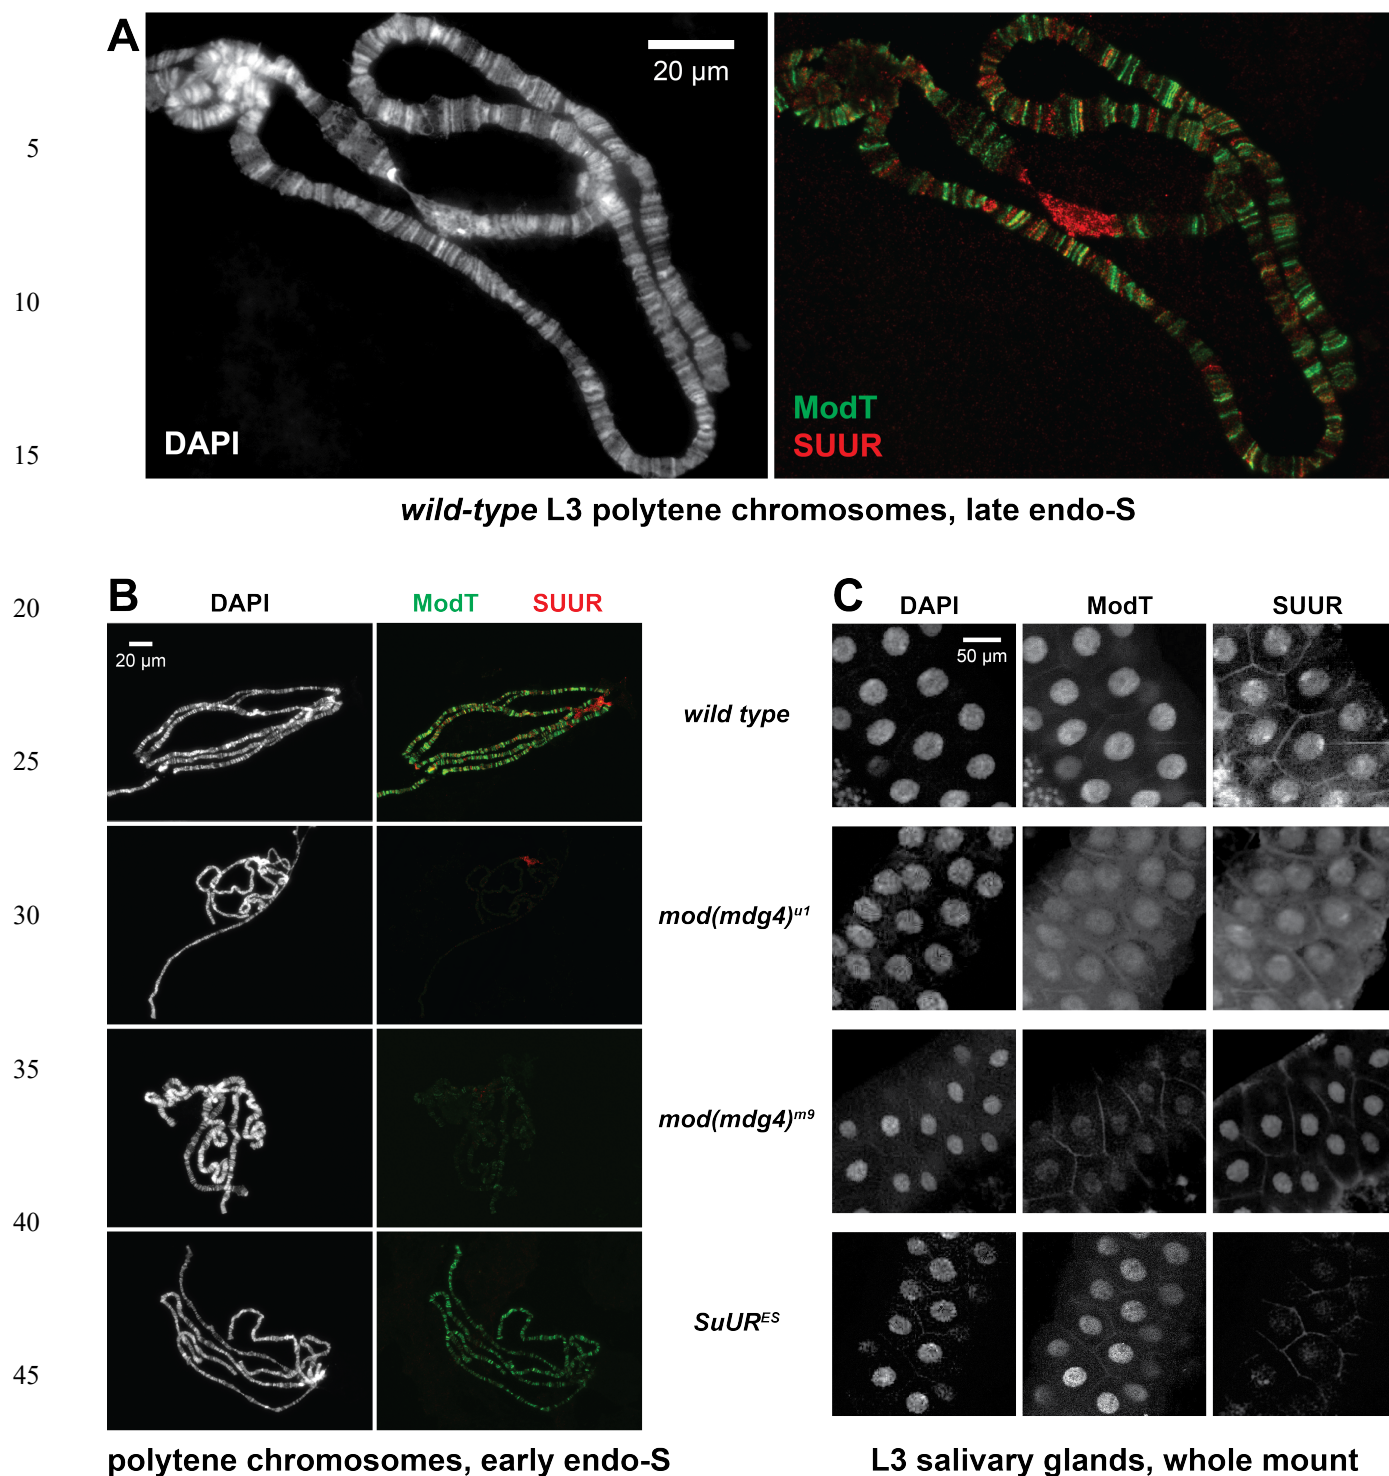 A
20 µm
5
10
DAPI
ModT
SUUR
15
wild-type L3 polytene chromosomes, late endo-S
B
C
20
DAPI
ModT
SUUR
DAPI
ModT
SUUR
20 µm
50 µm
wild type
25
mod(mdg4)u1
30
35
mod(mdg4)m9
40
SuURES
45
polytene chromosomes, early endo-S
L3 salivary glands, whole mount